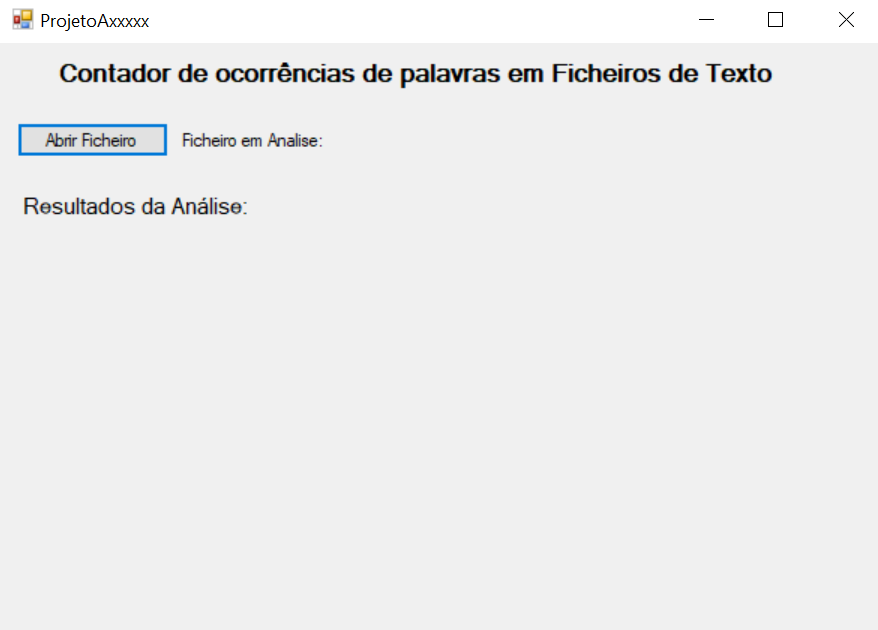 ProjetoAxxxxx
Contador de ocorrências de palavras em Ficheiros de Texto
Abrir Ficheiro Ficheiro em Analise:
Resultados da Análise: